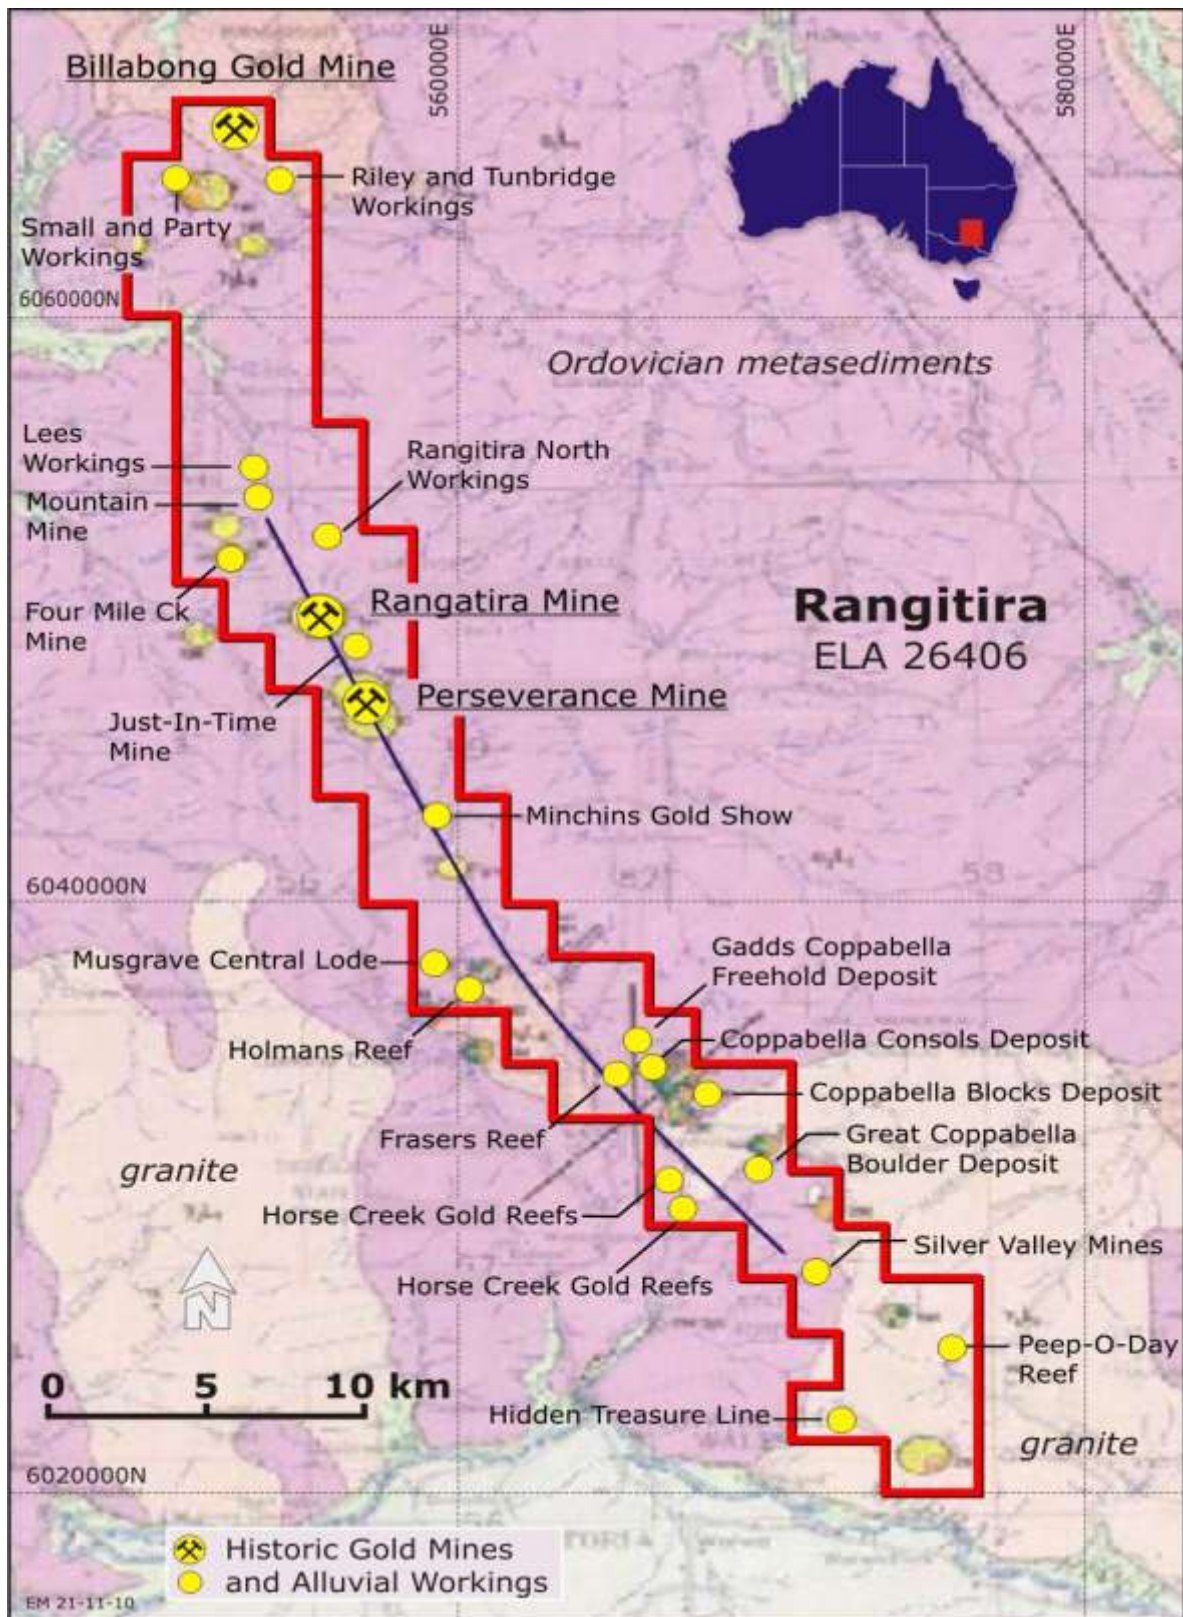 Billabong Gold Mine
560000E
580000E
Riley and Tunbridge
Workings
Small and Party
Workings
6060000N
Ordovician metasediments
Lees
Workings
Rangitira North
Workings
Mountain
Mine
Rangitira
ELA 26406
Four Mile Ck
Mine
Rangatira Mine
Perseverance Mine
Just-In-Time
Mine
Minchins Gold Show
6040000N
58
Musgrave Central Lode
Gadds Coppabella
Freehold Deposit
Holmans Reef
Coppabella Consols Deposit
Coppabella Blocks Deposit
Frasers Reef
Great Coppabella
Boulder Deposit
granite
Horse Creek Gold Reefs
Silver Valley Mines
Horse Creek Gold Reefs
N
Peep-O-Day
Reef
0 5 10 km
Hidden Treasure Line
granite
6020000N
Historic Gold Mines
and Alluvial Workings
EM 21-11-10